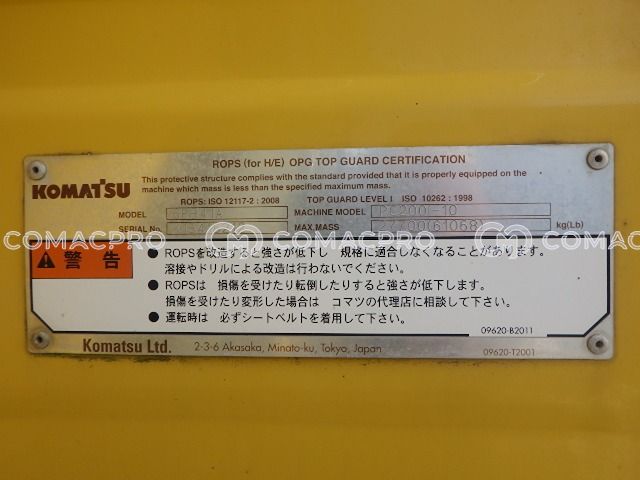 ROPS (for H/E) OPG TOP GUARD CERTIFICATION
This protective structure complies with the standard provided that it is properly equipped on the
machine which mass is less than the specified maximum mass.
KOMATSU
ROPS: ISO 12117-2 : 2008 TOP GUARD LEVEL I ISO 10262 : 1998
MODEL MACHINE MODEL PC200-10
SERIAL No. MAX.MASS kg(Lb)
COMACPRO COMACPRO COMACPRO
警告
● ROPSを改造すると強さが低下し 規格に適合しなくなることがあります。
溶接やドリルによる改造は行わないでください。
● ROPSは 損傷を受けたり転倒したりすると強さが低下します。
損傷を受けたり変形した場合は コマツの代理店に相談して下さい。
● 運転時は 必ずシートベルトを着用して下さい。
09620-B2011
Komatsu Ltd. 2-3-6 Akasaka, Minato-ku, Tokyo, Japan 09620-T2001